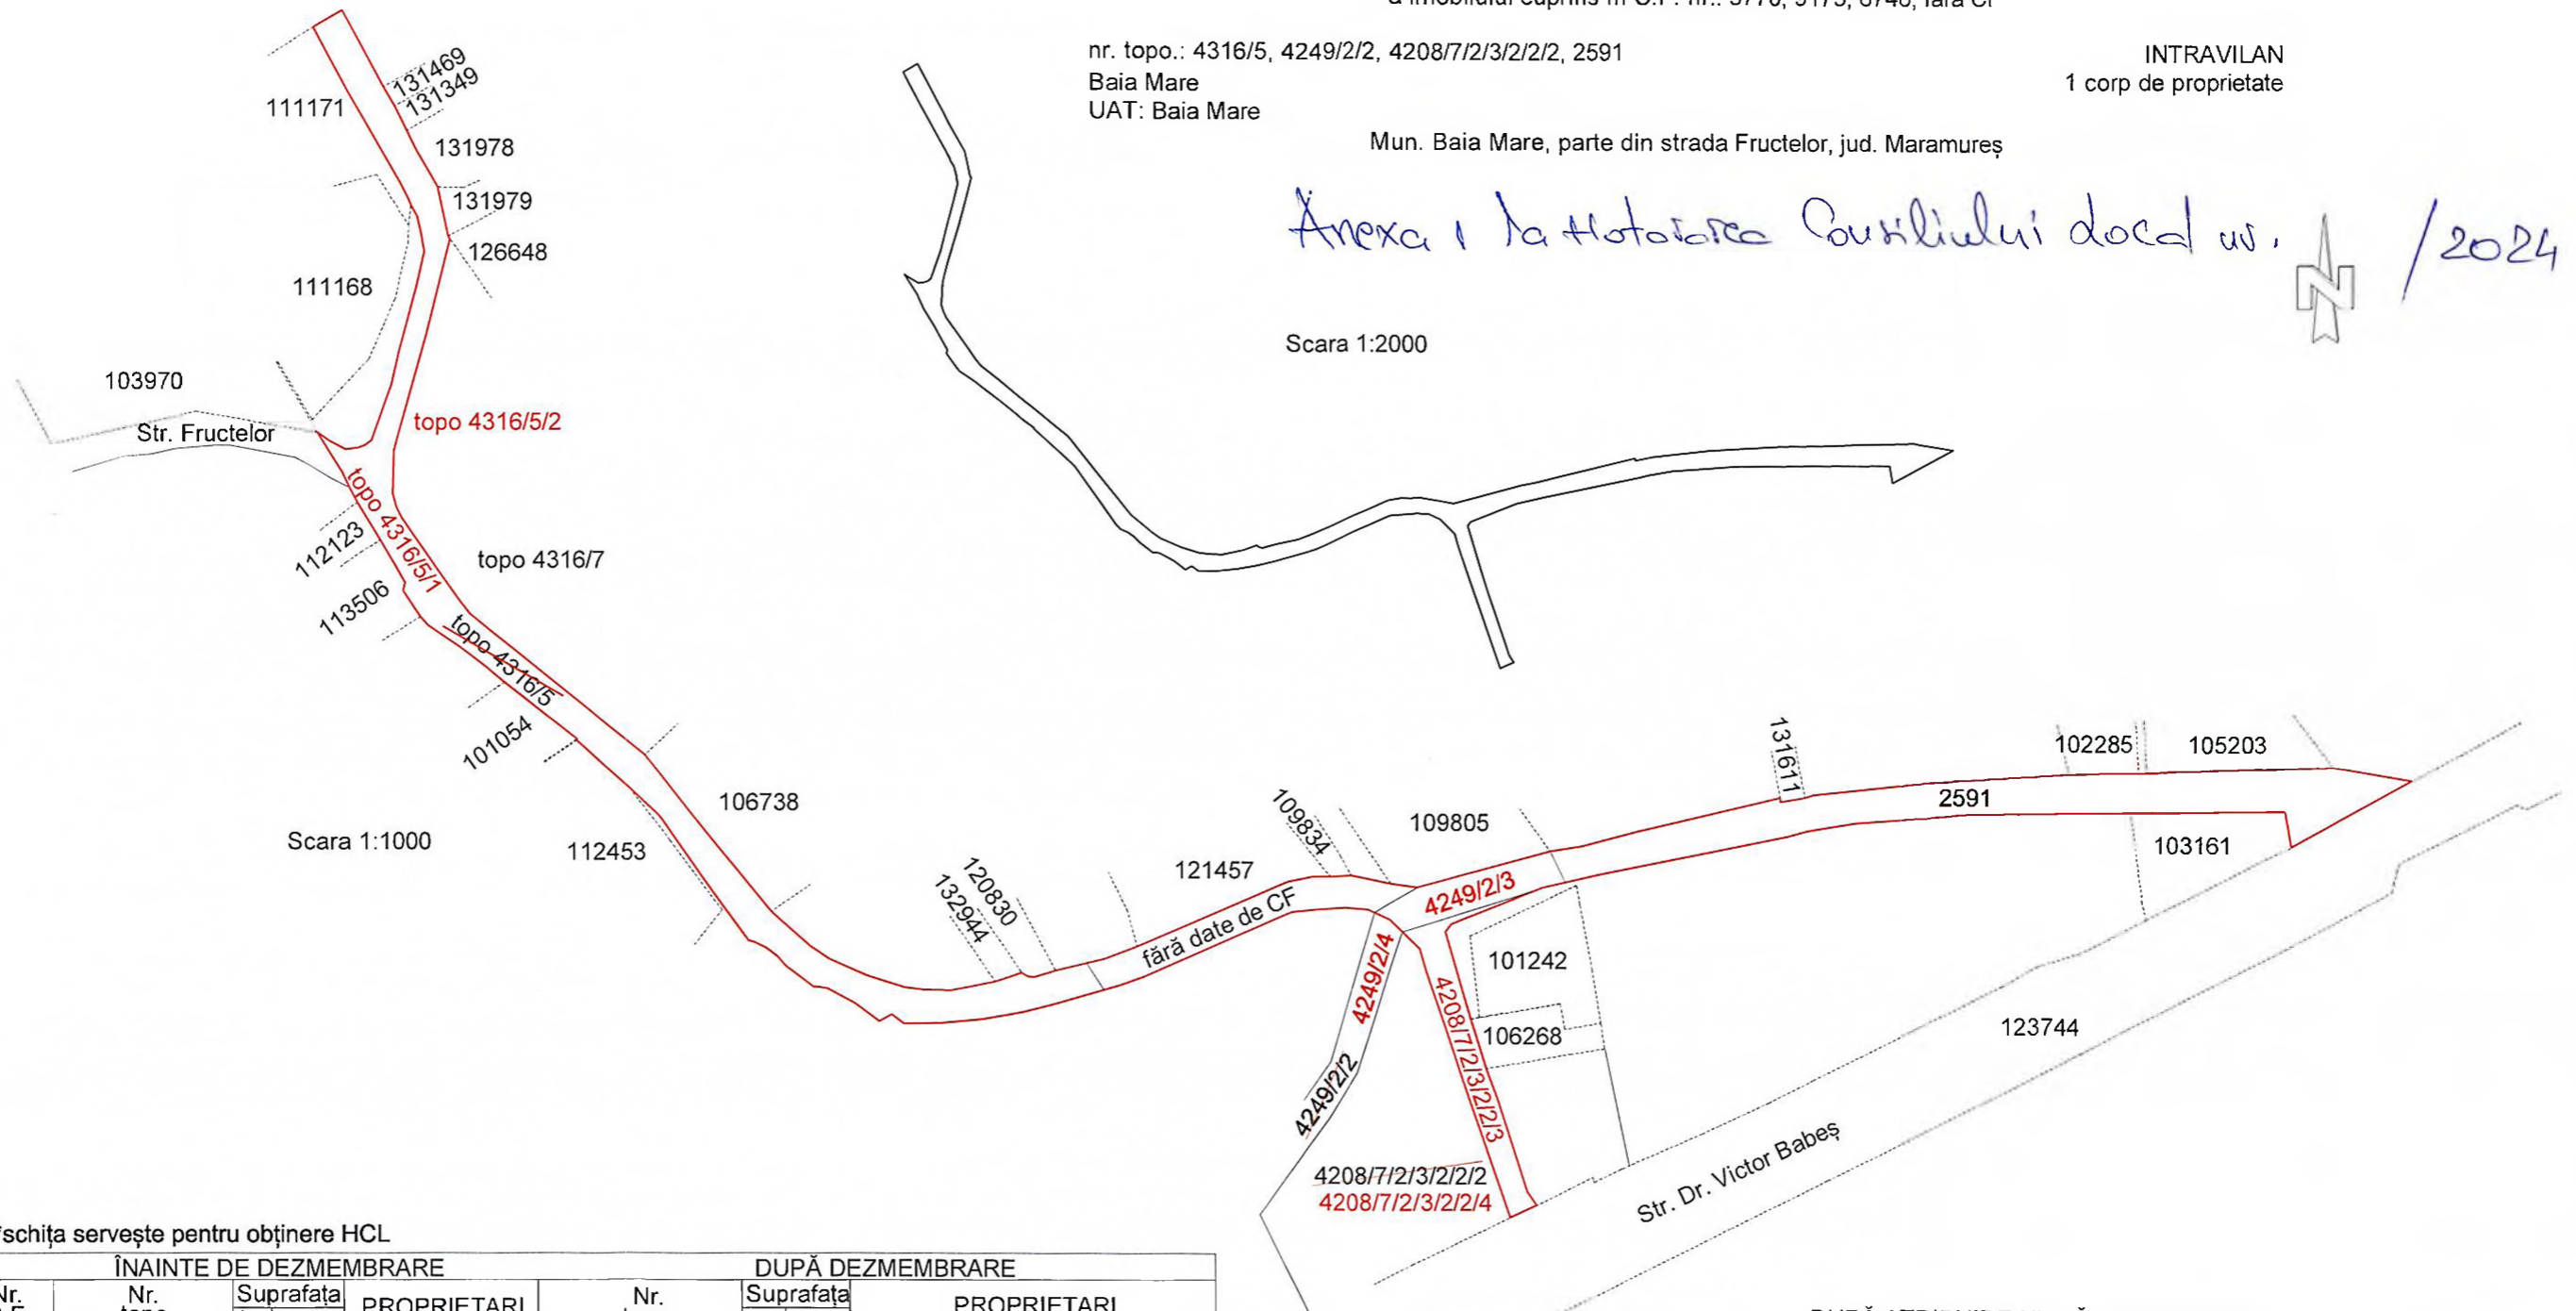 nr. topo.: 4316/5, 4249/2/2, 4208/7/2/3/2/2/2, 2591
INTRAVILAN
Baia Mare
1 corp de proprietate
UAT: Baia Mare
Mun. Baia Mare, parte din strada Fructelor, jud. Maramureș
Anexa 1 la Hotărârea Consiliului Local nr. /2024
N
Scara 1:2000
131469
131349
111171
131978
131979
126648
111168
103970
Str. Fructelor
topo 4316/5/2
topo 4316/5/1
112123
topo 4316/7
113506
topo 4316/5
101054
106738
Scara 1:1000
112453
132944
120830
121457
fără date de CF
109834
109805
131611
102285
105203
2591
103161
4249/2/3
4249/2/4
4249/2/2
101242
106268
4208/7/2/3/2/2/3
4208/7/2/3/2/2/2
4208/7/2/3/2/2/4
123744
Str. Dr. Victor Babeș
schița servește pentru obținere HCL
ÎNAINTE DE DEZMEMBRARE
DUPĂ DEZMEMBRARE
Nr.
Nr.
Suprafața
PROPRIETARI
Nr.
Suprafața
PROPRIETARI